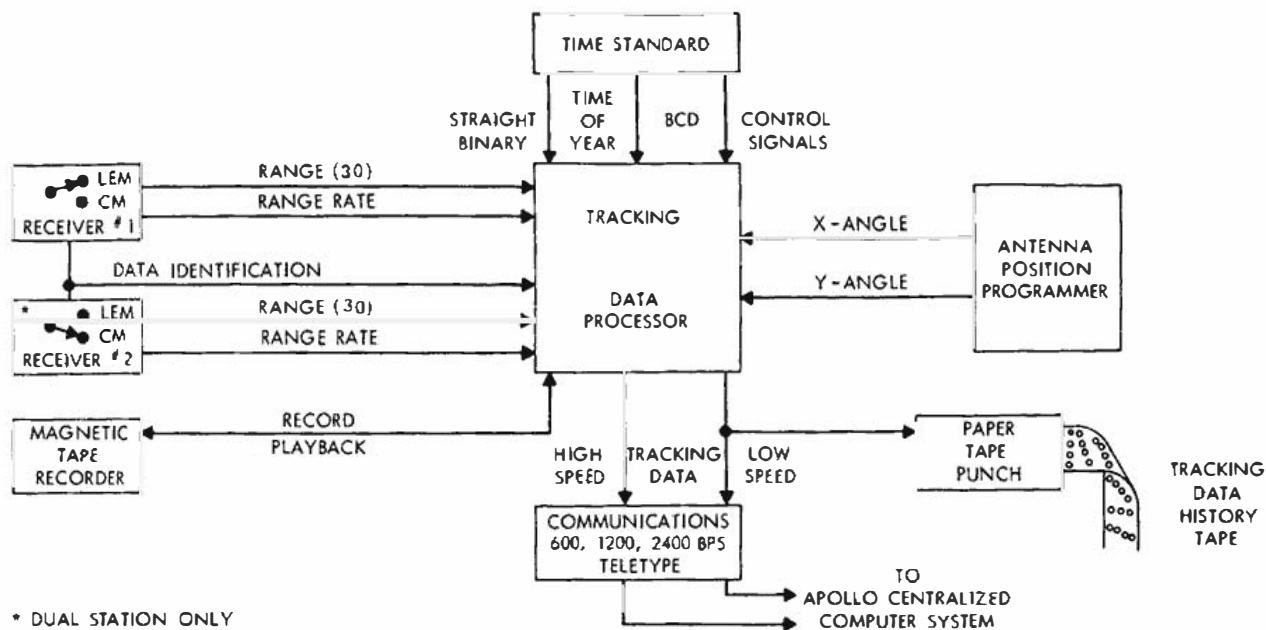 TIME STANDARD
STRAIGHT
BINARY
TIME
OF
YEAR
BCD
CONTROL
SIGNALS
LEM
CM
RECEIVER #1
RANGE (30)
RANGE RATE
DATA IDENTIFICATION
* LEM
CM
RECEIVER #2
RANGE (30)
RANGE RATE
TRACKING
DATA
PROCESSOR
X-ANGLE
Y-ANGLE
ANTENNA
POSITION
PROGRAMMER
MAGNETIC
TAPE
RECORDER
RECORD
PLAYBACK
HIGH
SPEED
TRACKING
DATA
LOW
SPEED
PAPER
TAPE
PUNCH
TRACKING
DATA
HISTORY
TAPE
COMMUNICATIONS
600, 1200, 2400 BPS
TELETYPE
TO
APOLLO CENTRALIZED
COMPUTER SYSTEM
* DUAL STATION ONLY